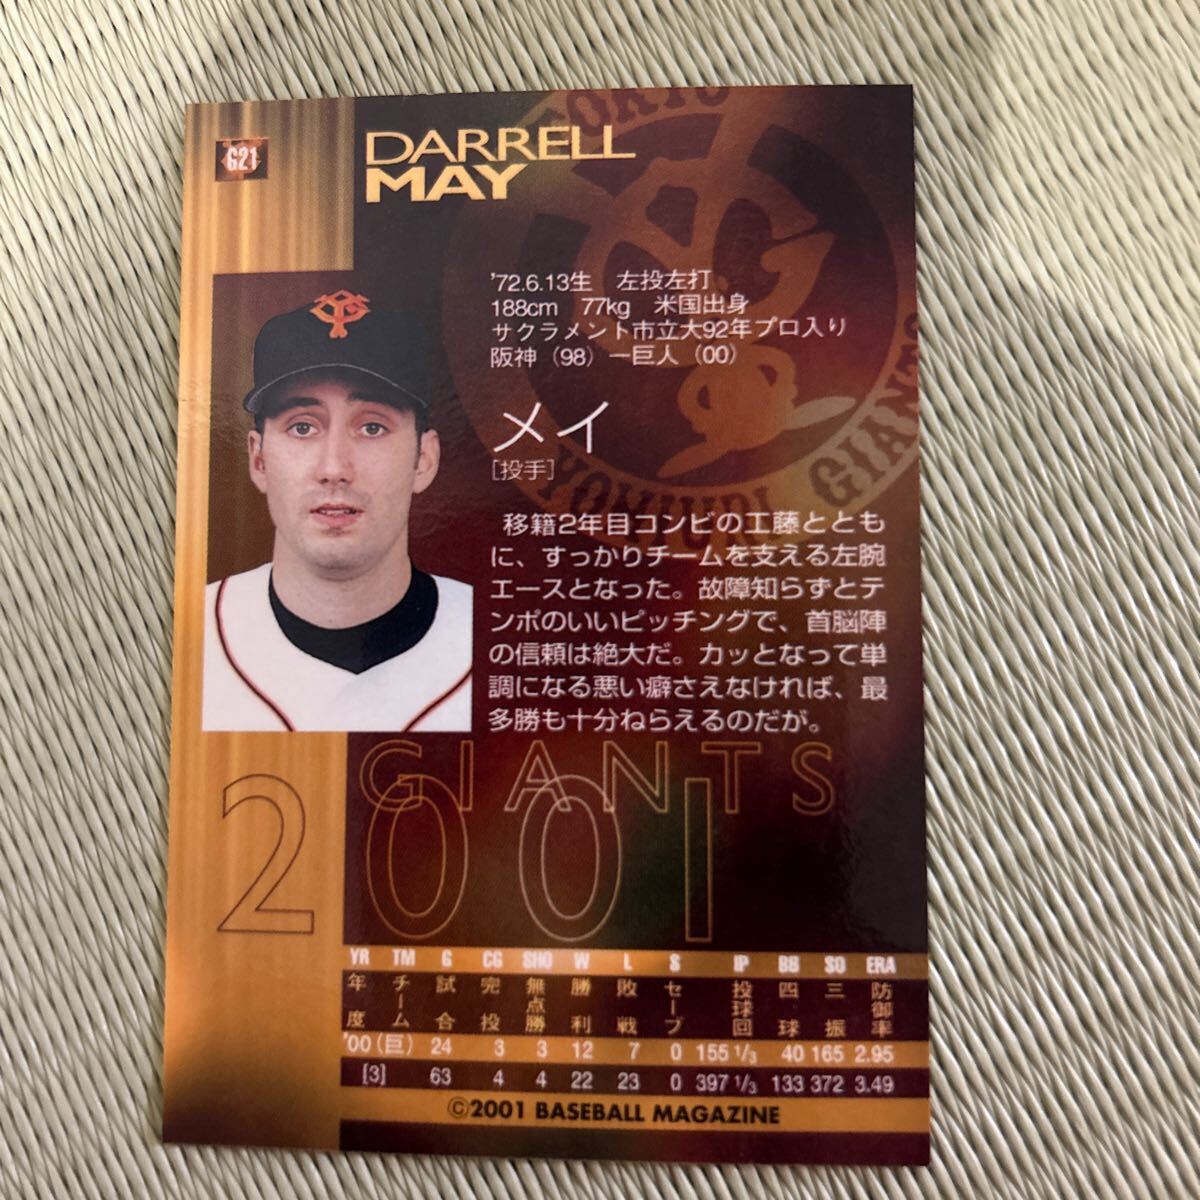 G21
DARRELL
MAY
TOKYO
YOMIURI GIANTS
'72.6.13生 左投左打
188cm 77kg 米国出身
サクラメント市立大92年プロ入り
阪神（98）－巨人（00）
メイ
[投手]
移籍2年目コンビの工藤ととも
に、すっかりチームを支える左腕
エースとなった。故障知らずとテ
ンポのいいピッチングで、首脳陣
の信頼は絶大だ。カッとなって単
調になる悪い癖さえなければ、最
多勝も十分ねらえるのだが。
GIANTS
2001
YR TM G CG SHO W L S IP BB SO ERA
年度 チーム 試合 完投 無点勝 勝利 敗戦 セーブ 投球回 四球 三振 防御率
'00（巨） 24 3 3 12 7 0 155 1/3 40 165 2.95
[3] 63 4 4 22 23 0 397 1/3 133 372 3.49
©2001 BASEBALL MAGAZINE